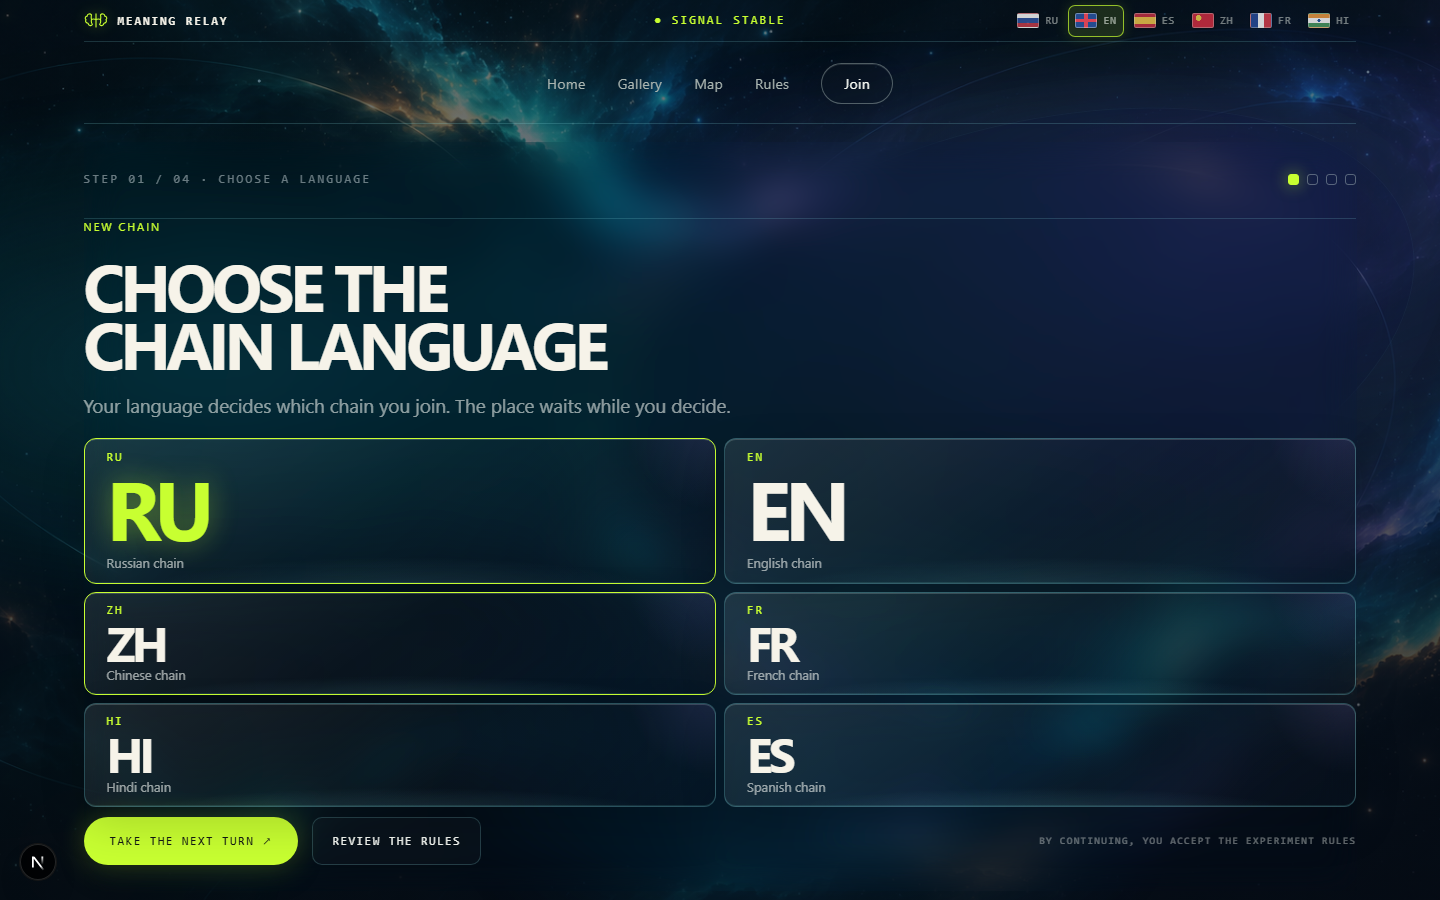 MEANING RELAY
● SIGNAL STABLE
RU EN ES ZH FR HI
Home Gallery Map Rules Join
STEP 01 / 04 · CHOOSE A LANGUAGE
NEW CHAIN
CHOOSE THE
CHAIN LANGUAGE
Your language decides which chain you join. The place waits while you decide.
RU
RU
Russian chain
EN
EN
English chain
ZH
ZH
Chinese chain
FR
FR
French chain
HI
HI
Hindi chain
ES
ES
Spanish chain
TAKE THE NEXT TURN ↗
REVIEW THE RULES
BY CONTINUING, YOU ACCEPT THE EXPERIMENT RULES
N